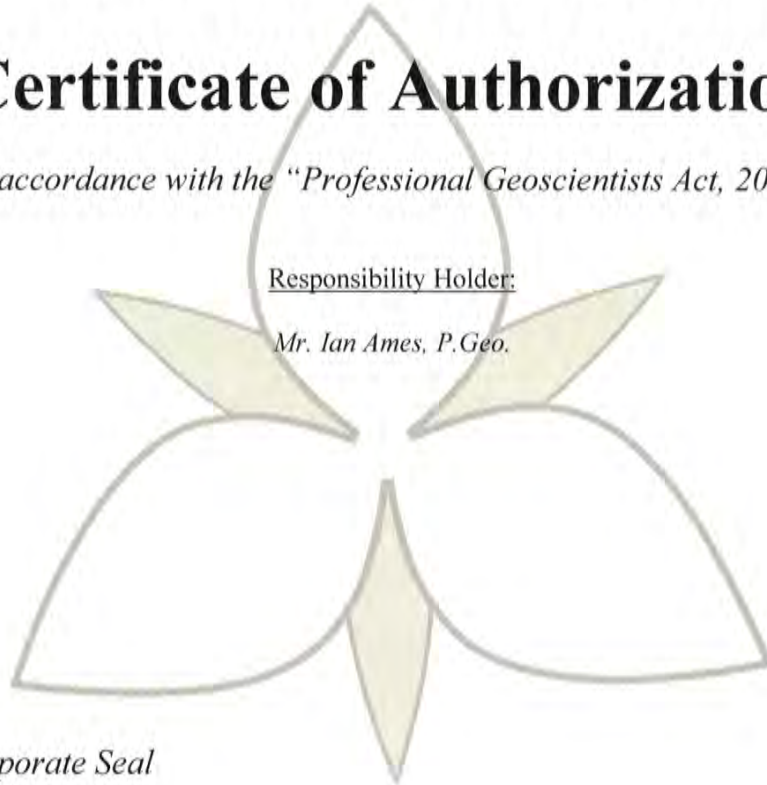 Certificate of Authorizatio
accordance with the “Professional Geoscientists Act, 20
Responsibility Holder:
Mr. Ian Ames, P.Geo.
porate Seal